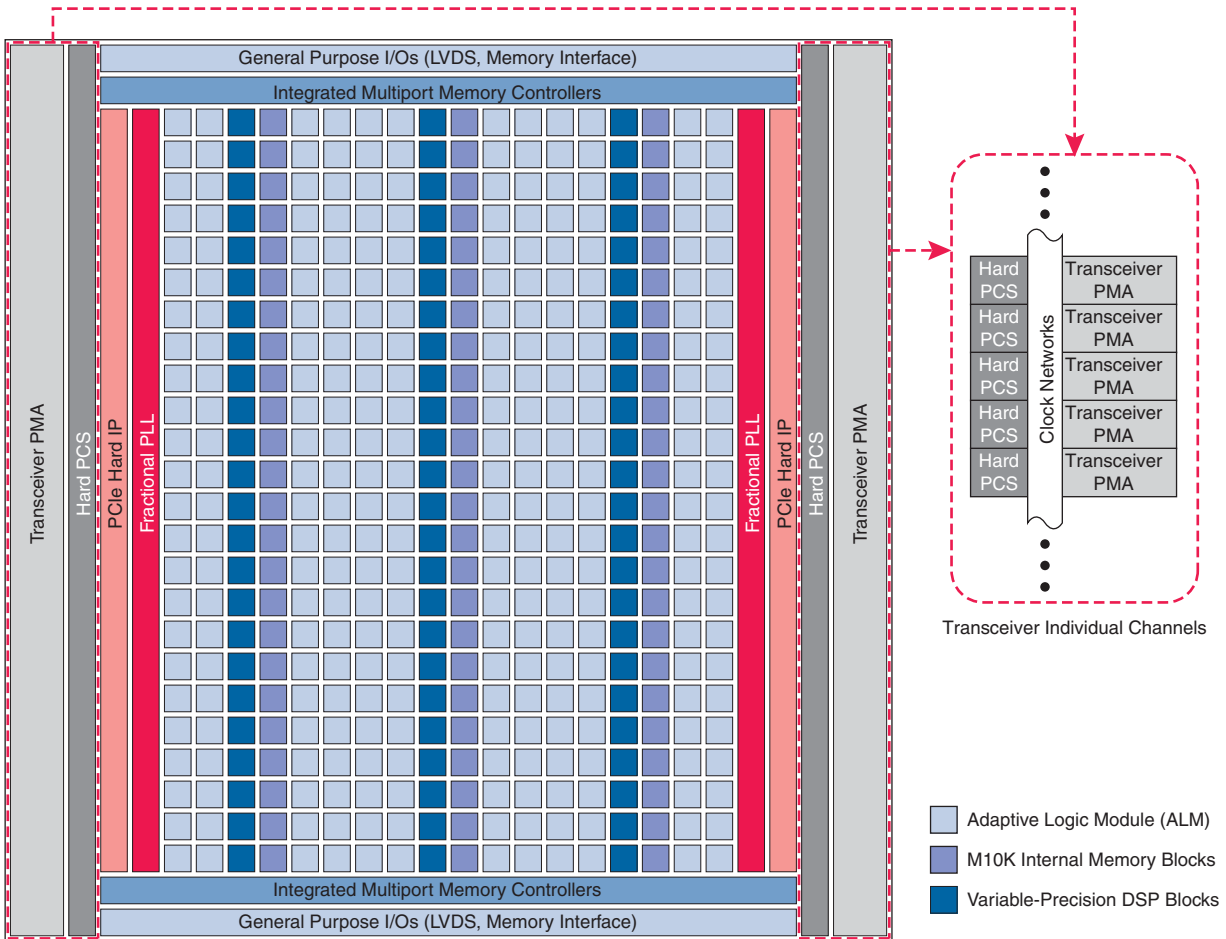 General Purpose I/Os (LVDS, Memory Interface)
Integrated Multiport Memory Controllers
Transceiver PMA
Hard PCS
PCIe Hard IP
Fractional PLL
Fractional PLL
PCIe Hard IP
Hard PCS
Transceiver PMA
Integrated Multiport Memory Controllers
General Purpose I/Os (LVDS, Memory Interface)
Hard
PCS
Hard
PCS
Hard
PCS
Hard
PCS
Hard
PCS
Clock Networks
Transceiver
PMA
Transceiver
PMA
Transceiver
PMA
Transceiver
PMA
Transceiver
PMA
Transceiver Individual Channels
Adaptive Logic Module (ALM)
M10K Internal Memory Blocks
Variable-Precision DSP Blocks